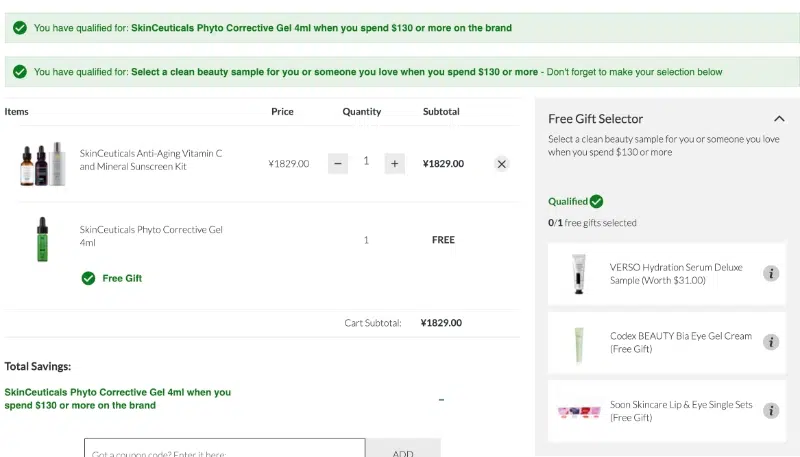 You have qualified for: SkinCeuticals Phyto Corrective Gel 4ml when you spend $130 or more on the brand
You have qualified for: Select a clean beauty sample for you or someone you love when you spend $130 or more - Don't forget to make your selection below
Items Price Quantity Subtotal
SkinCeuticals Anti-Aging Vitamin C
and Mineral Sunscreen Kit
¥1829.00 − 1 + ¥1829.00
SkinCeuticals Phyto Corrective Gel
4ml
1 FREE
Free Gift
Cart Subtotal: ¥1829.00
Total Savings:
SkinCeuticals Phyto Corrective Gel 4ml when you
spend $130 or more on the brand
–
Got a coupon code? Enter it here:
ADD
Free Gift Selector
Select a clean beauty sample for you or someone you love
when you spend $130 or more
Qualified
0/1 free gifts selected
VERSO Hydration Serum Deluxe
Sample (Worth $31.00)
Codex BEAUTY Bia Eye Gel Cream
(Free Gift)
Soon Skincare Lip & Eye Single Sets
(Free Gift)